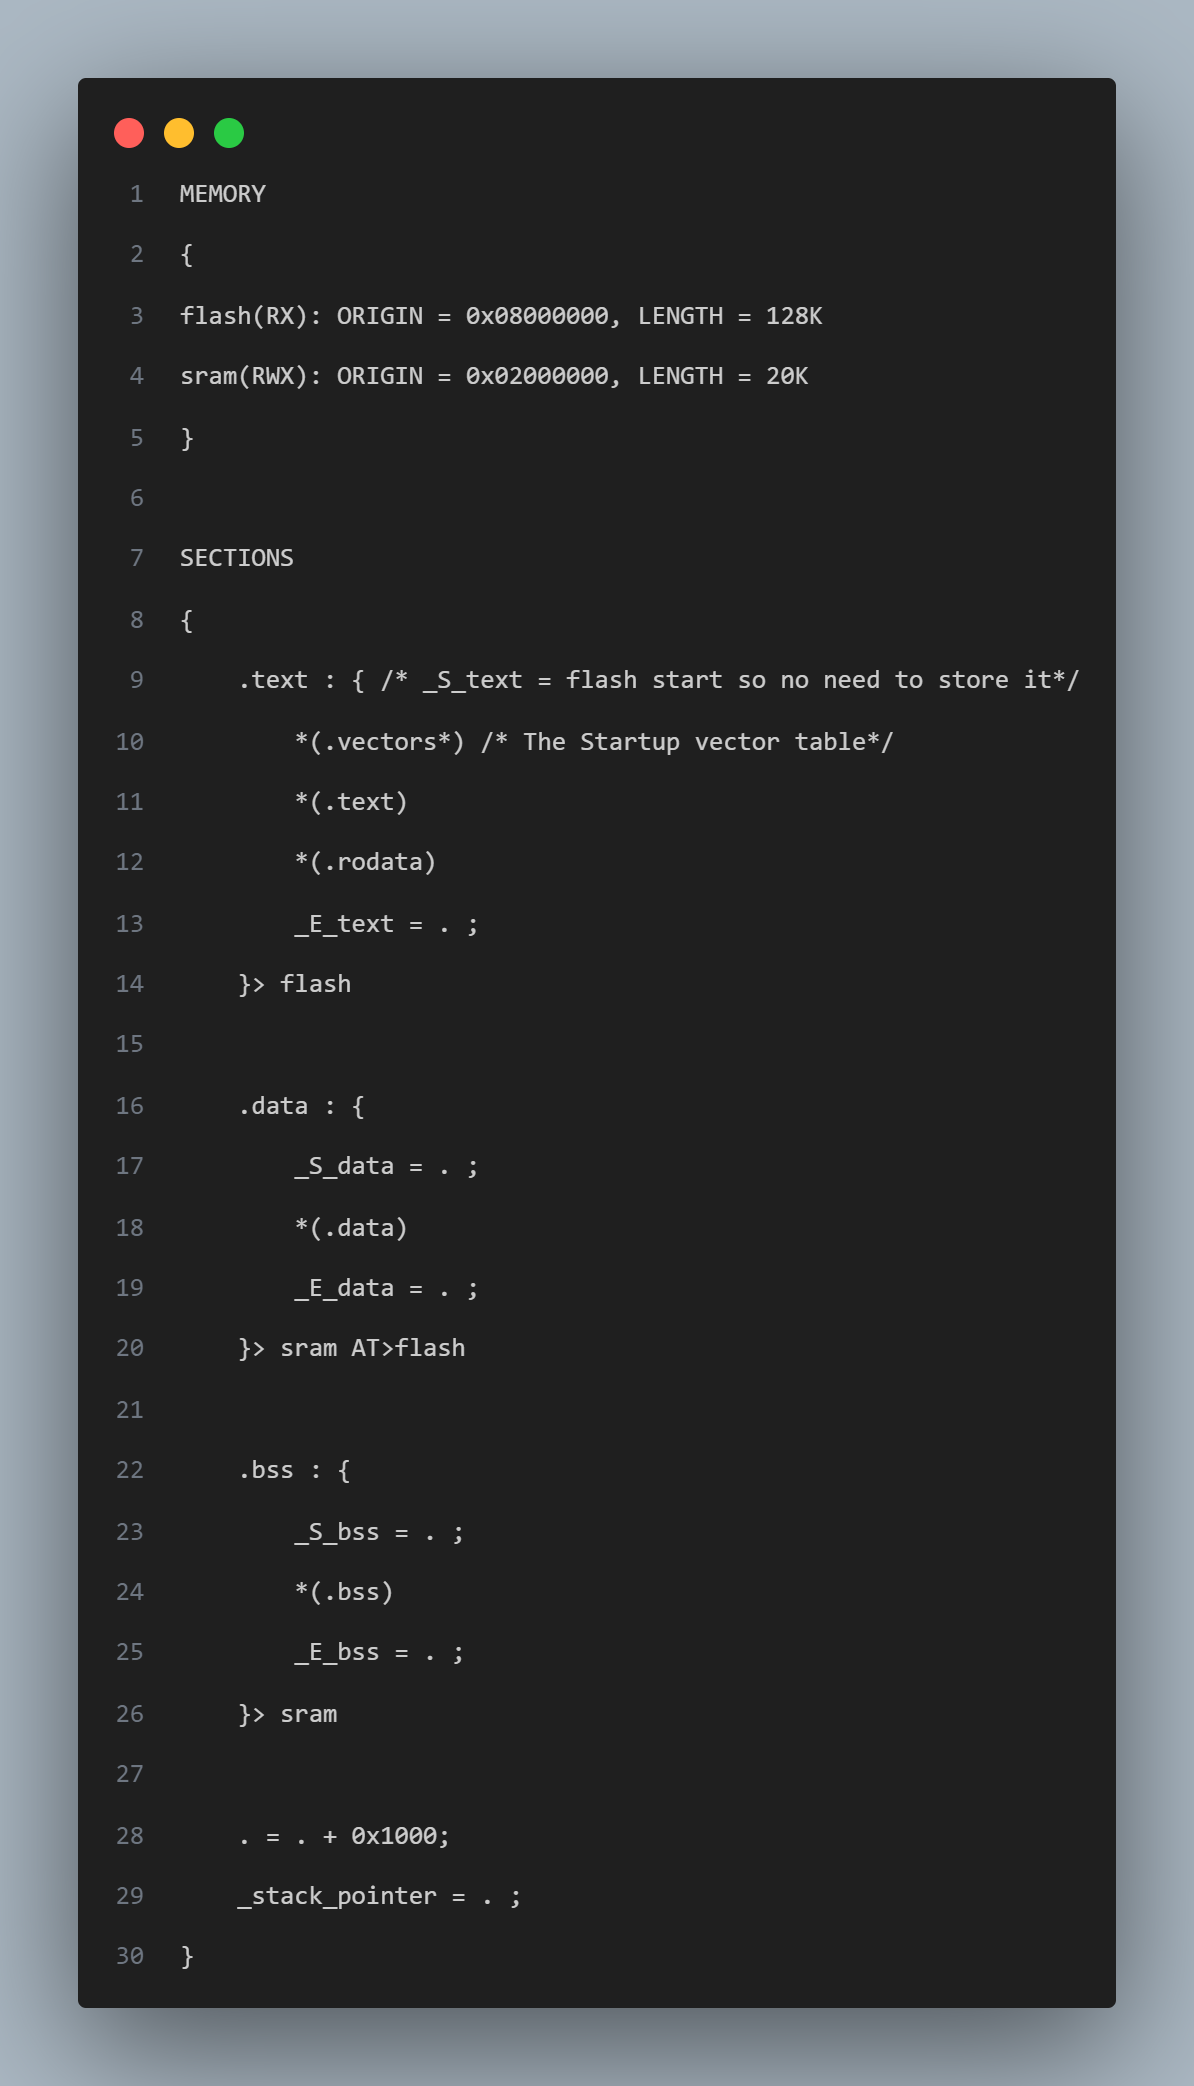 1 MEMORY
2 {
3 flash(RX): ORIGIN = 0x08000000, LENGTH = 128K
4 sram(RWX): ORIGIN = 0x02000000, LENGTH = 20K
5 }
6
7 SECTIONS
8 {
9     .text : { /* _S_text = flash start so no need to store it*/
10         *(.vectors*) /* The Startup vector table*/
11         *(.text)
12         *(.rodata)
13         _E_text = . ;
14     }> flash
15
16     .data : {
17         _S_data = . ;
18         *(.data)
19         _E_data = . ;
20     }> sram AT>flash
21
22     .bss : {
23         _S_bss = . ;
24         *(.bss)
25         _E_bss = . ;
26     }> sram
27
28     . = . + 0x1000;
29     _stack_pointer = . ;
30 }